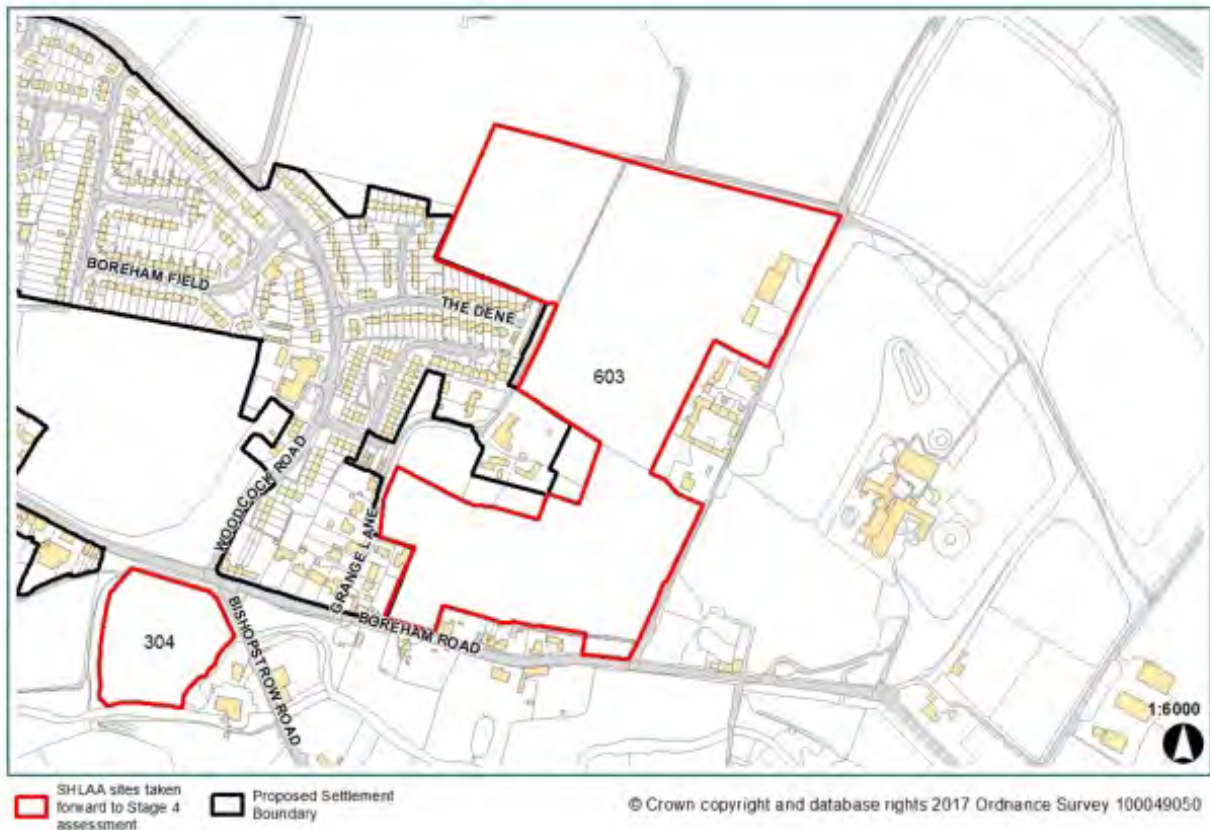 BOREHAM FIELD
THE DENE
603
WOODCOCK ROAD
GRANGE LANE
BOREHAM ROAD
304
BISHOPSTROW ROAD
1:6000
SHLAA sites taken
forward to Stage 4
assessment
Proposed Settlement
Boundary
© Crown copyright and database rights 2017 Ordnance Survey 100049050